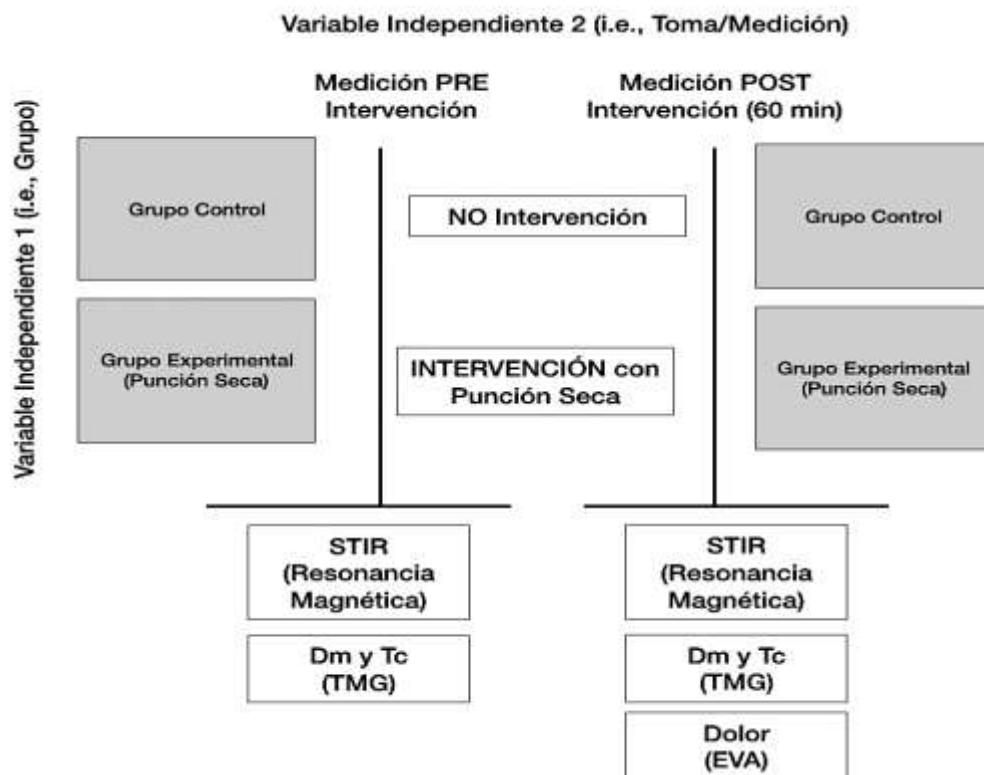 Variable Independiente 2 (i.e., Toma/Medición)
Medición PRE
Intervención
Medición POST
Intervención (60 min)
Variable Independiente 1 (i.e., Grupo)
Grupo Control
NO Intervención
Grupo Control
Grupo Experimental
(Punción Seca)
INTERVENCIÓN con
Punción Seca
Grupo Experimental
(Punción Seca)
STIR
(Resonancia
Magnética)
STIR
(Resonancia
Magnética)
Dm y Tc
(TMG)
Dm y Tc
(TMG)
Dolor
(EVA)